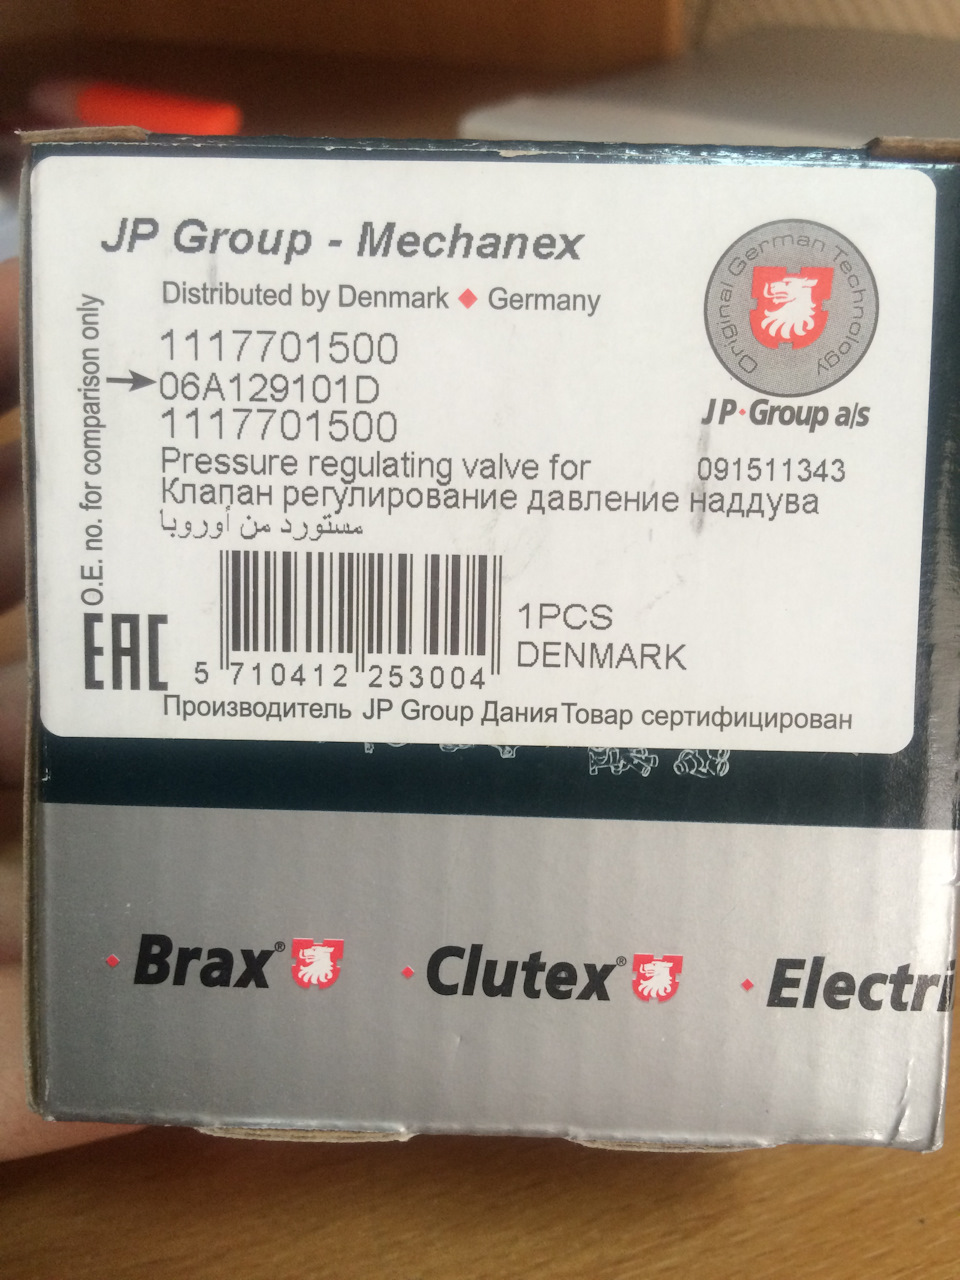 JP Group - Mechanex
Distributed by Denmark ♦ Germany
Original German Technology
JP·Group a/s
O.E. no. for comparison only
1117701500
06A129101D
1117701500
Pressure regulating valve for 091511343
Клапан регулирование давление наддува
مستورد من أوروبا
EAC
1PCS
DENMARK
5 710412 253004
Производитель JP Group Дания Товар сертифицирован
Brax®
Clutex®
Electri